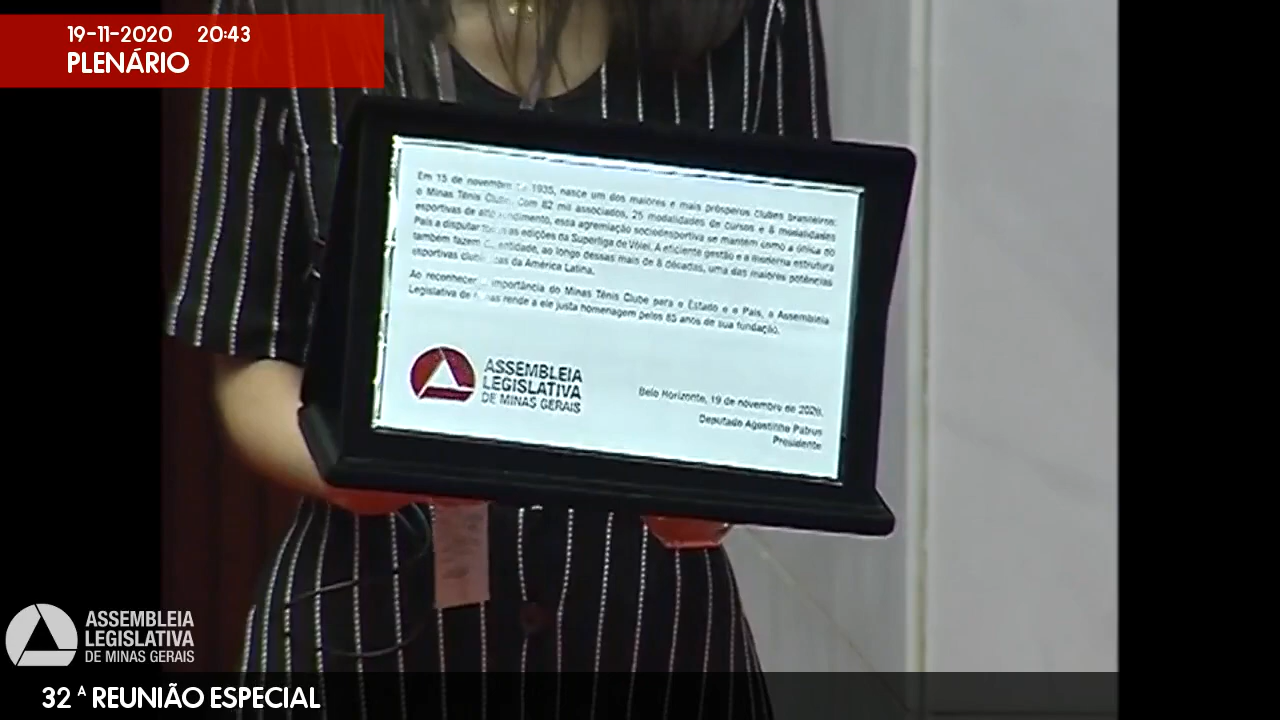 19-11-2020 20:43
PLENÁRIO
Em 15 de novembro de 1935, nasce um dos maiores e mais prósperos clubes brasileiros:
o Minas Tênis Clube. Com 82 mil associados, 25 modalidades de cursos e 8 modalidades
esportivas de alto rendimento, essa agremiação sociodesportiva se mantém como a única do
País a disputar as edições da Superliga de Vôlei. A eficiente gestão e a moderna estrutura
também fazem entidade, ao longo dessas mais de 8 décadas, uma das maiores potências
esportivas da América Latina.
Ao reconhecer importância do Minas Tênis Clube para o Estado e o País, a Assembleia
Legislativa de Minas rende a ele justa homenagem pelos 85 anos de sua fundação.
ASSEMBLEIA
LEGISLATIVA
DE MINAS GERAIS
Belo Horizonte, 19 de novembro de 2020.
Deputado Agostinho Patrus
Presidente
ASSEMBLEIA
LEGISLATIVA
DE MINAS GERAIS
32ª REUNIÃO ESPECIAL